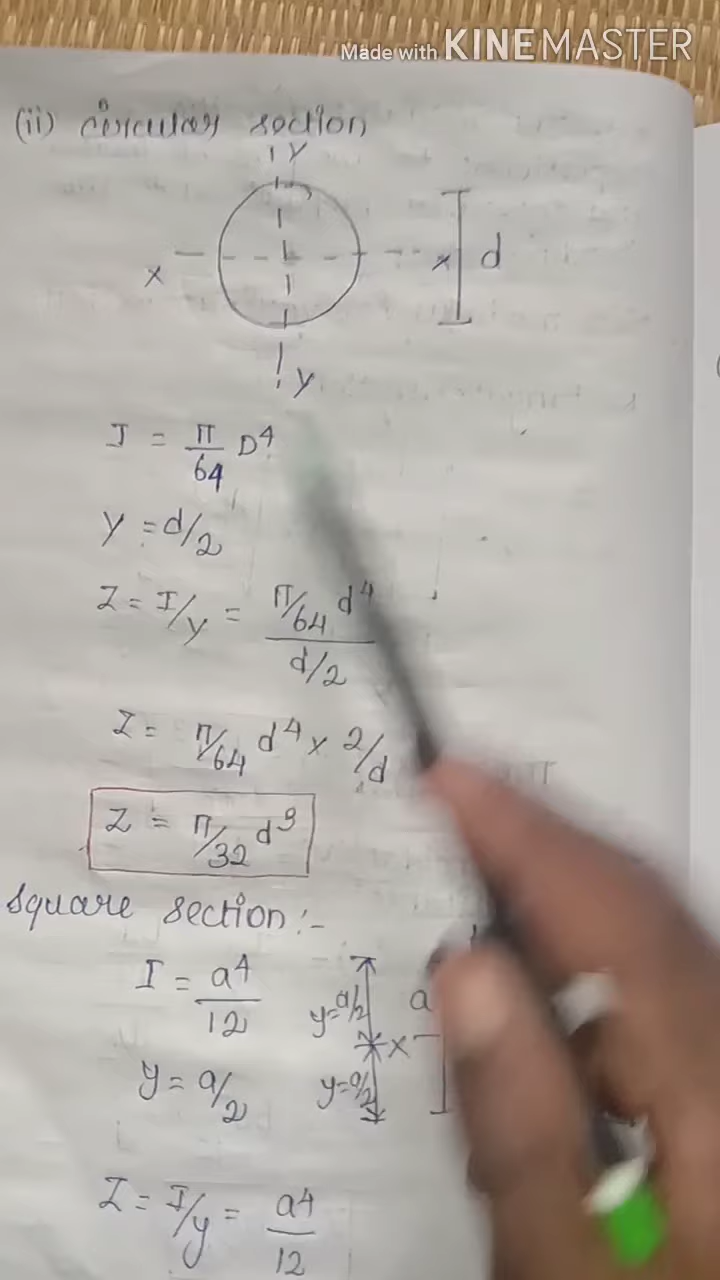 Made with KINEMASTER
(ii) circular section
Y
X
x
d
Y
I = π/64 D⁴
Y = d/2
Z = I/y = π/64 d⁴ / d/2
Z = π/64 d⁴ × 2/d
Z = π/32 d³
square section :-
I = a⁴/12
y=a/2
a
x
y = a/2
y=a/2
Z = I/y = a⁴/12